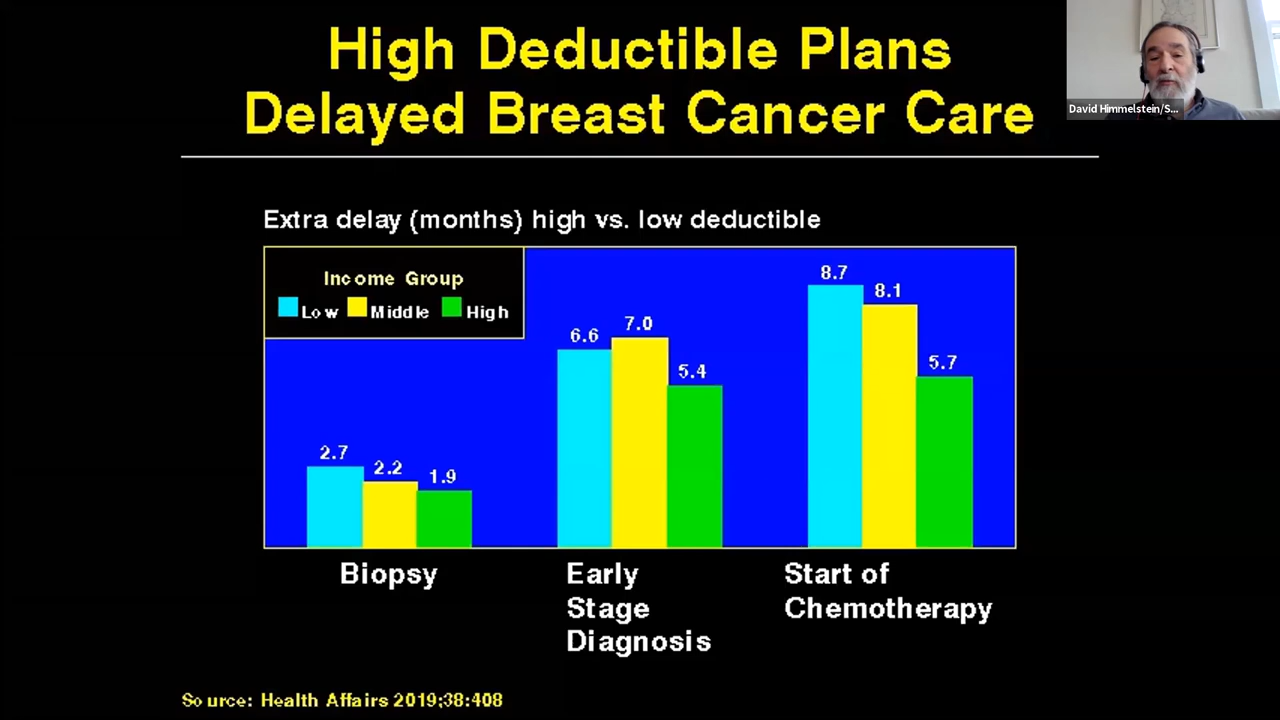 High Deductible Plans
Delayed Breast Cancer Care
David Himmelstein/S...
Extra delay (months) high vs. low deductible
Income Group
Low Middle High
2.7
2.2
1.9
6.6
7.0
5.4
8.7
8.1
5.7
Biopsy
Early
Stage
Diagnosis
Start of
Chemotherapy
Source: Health Affairs 2019;38:408